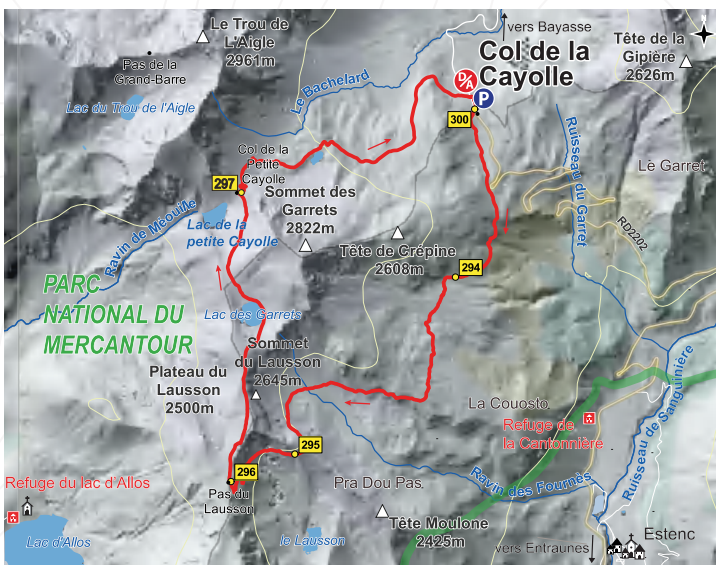 vers Bayasse
Le Trou de
L'Aigle
2961m
Tête de la
Gipière
2626m
Col de la
Cayolle
Pas de la
Grand-Barre
D/A
P
Le Bachelard
Lac du Trou de l'Aigle
300
Ruisseau du Garret
Col de la
Petite
Cayolle
Le Garret
297
Sommet des
Garrets
2822m
Ravin de Méouille
Lac de la
petite Cayolle
RD2202
Tête de Crépine
2608m
294
PARC
NATIONAL DU
MERCANTOUR
Lac des Garrets
Sommet
du Lausson
2645m
Plateau du
Lausson
2500m
Ruisseau de Sanguinière
La Couosto
Refuge de
la Cantonnière
295
296
Refuge du lac d'Allos
Pas du
Lausson
Pra Dou Pas
Ravin des Fournès
Tête Moulone
2425m
Estenc
Lac d'Allos
le Lausson
vers Entraunes